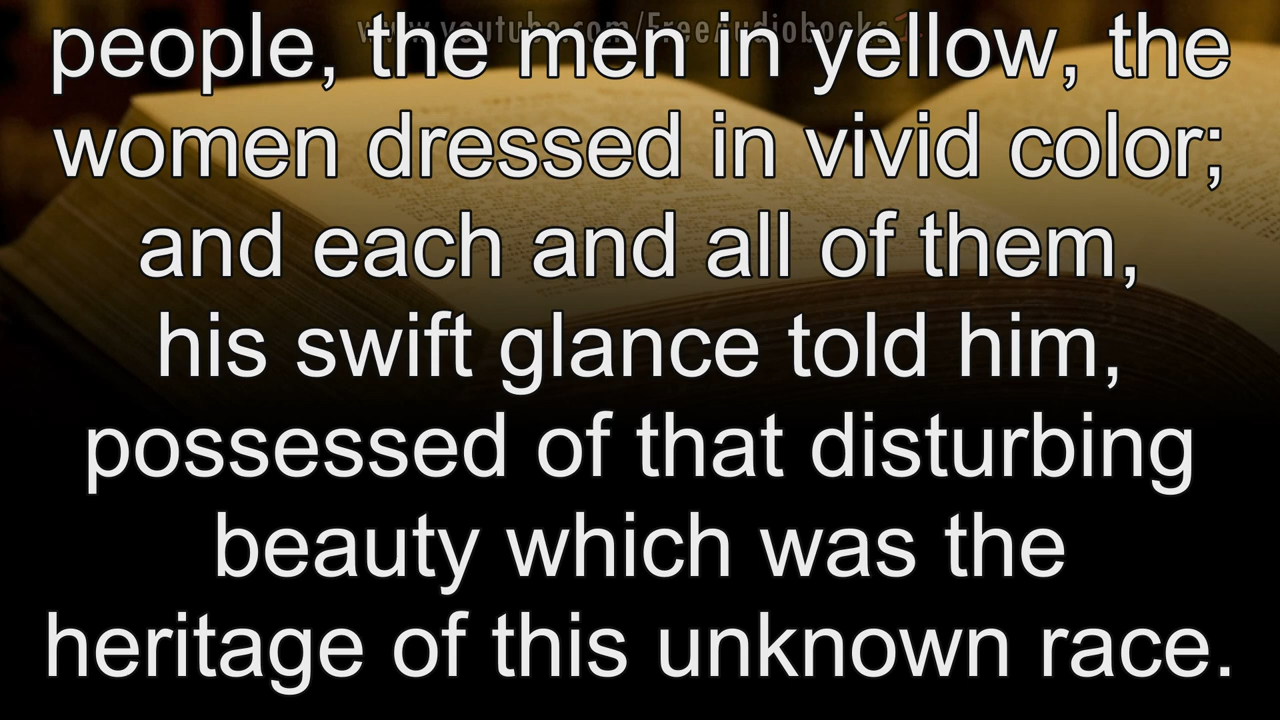 www.youtube.com/FreeAudiobooks
people, the men in yellow, the
women dressed in vivid color;
and each and all of them,
his swift glance told him,
possessed of that disturbing
beauty which was the
heritage of this unknown race.